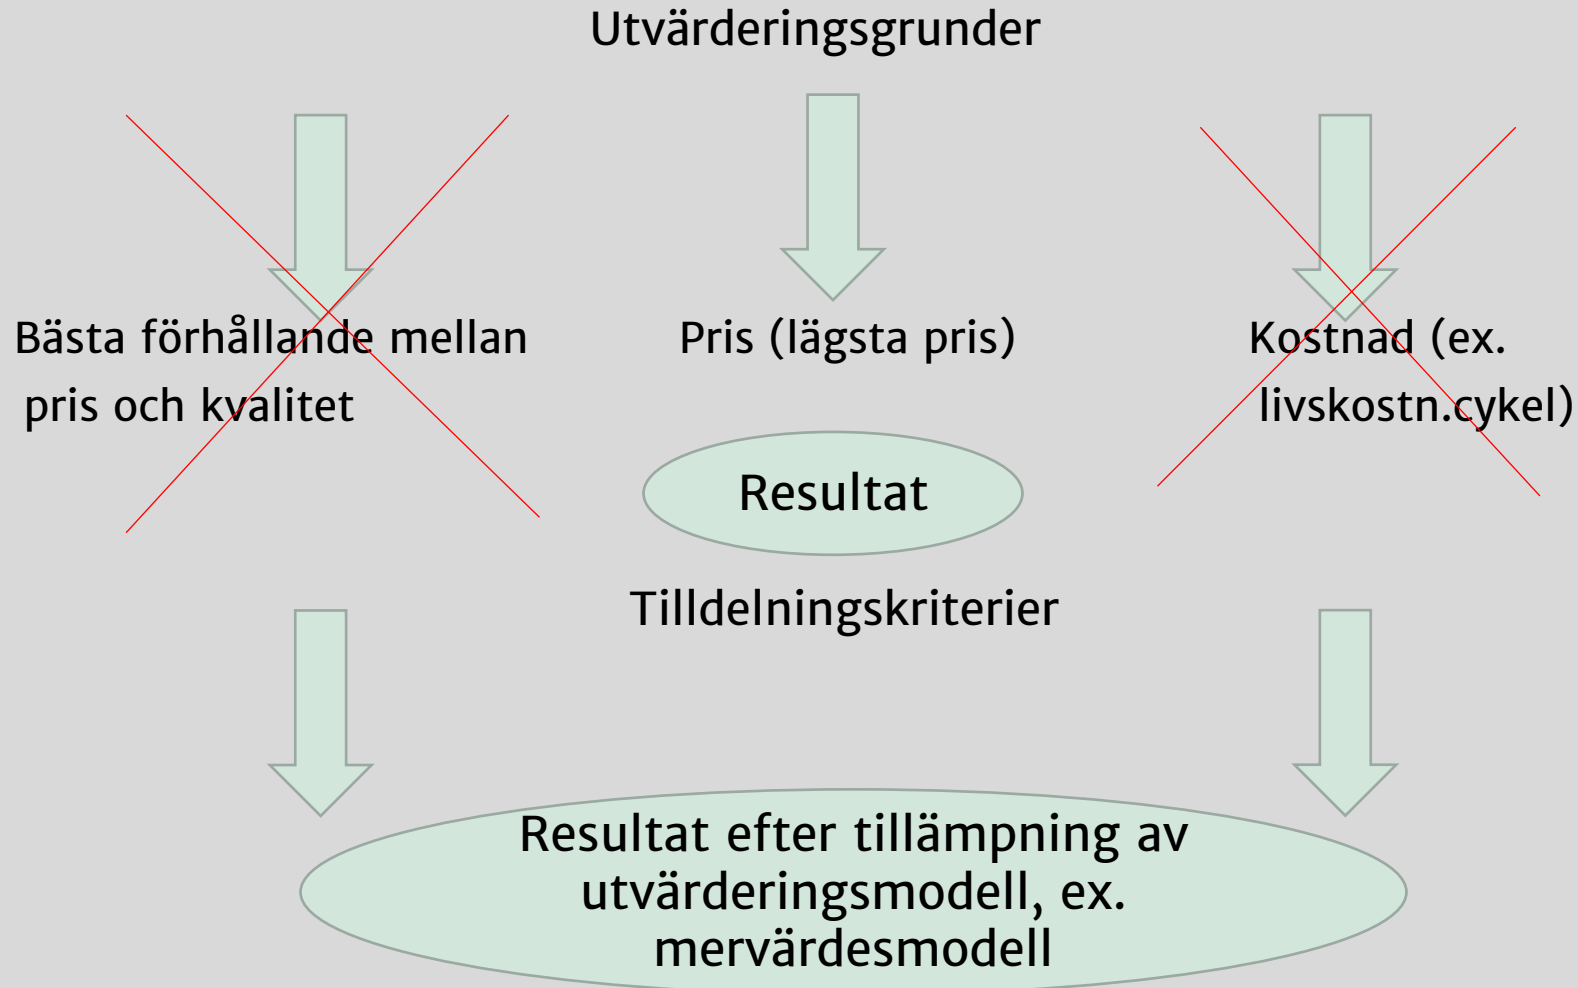 Utvärderingsgrunder
Bästa förhållande mellan
pris och kvalitet
Pris (lägsta pris)
Kostnad (ex.
livskostn.cykel)
Resultat
Tilldelningskriterier
Resultat efter tillämpning av
utvärderingsmodell, ex.
mervärdesmodell